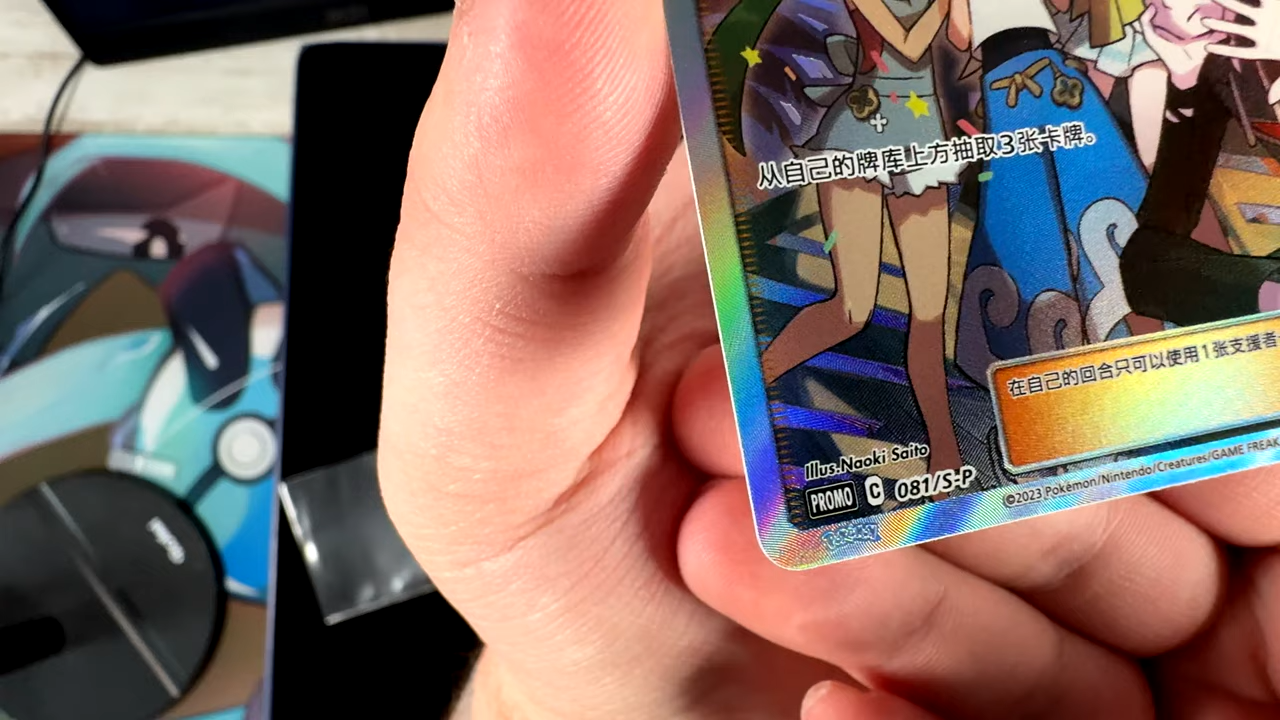 从自己的牌库上方抽取3张卡牌。
在自己的回合只可以使用1张支援者
Illus. Naoki Saito
PROMO C 081/S-P
©2023 Pokémon/Nintendo/Creatures/GAME FREAK
Pokémon